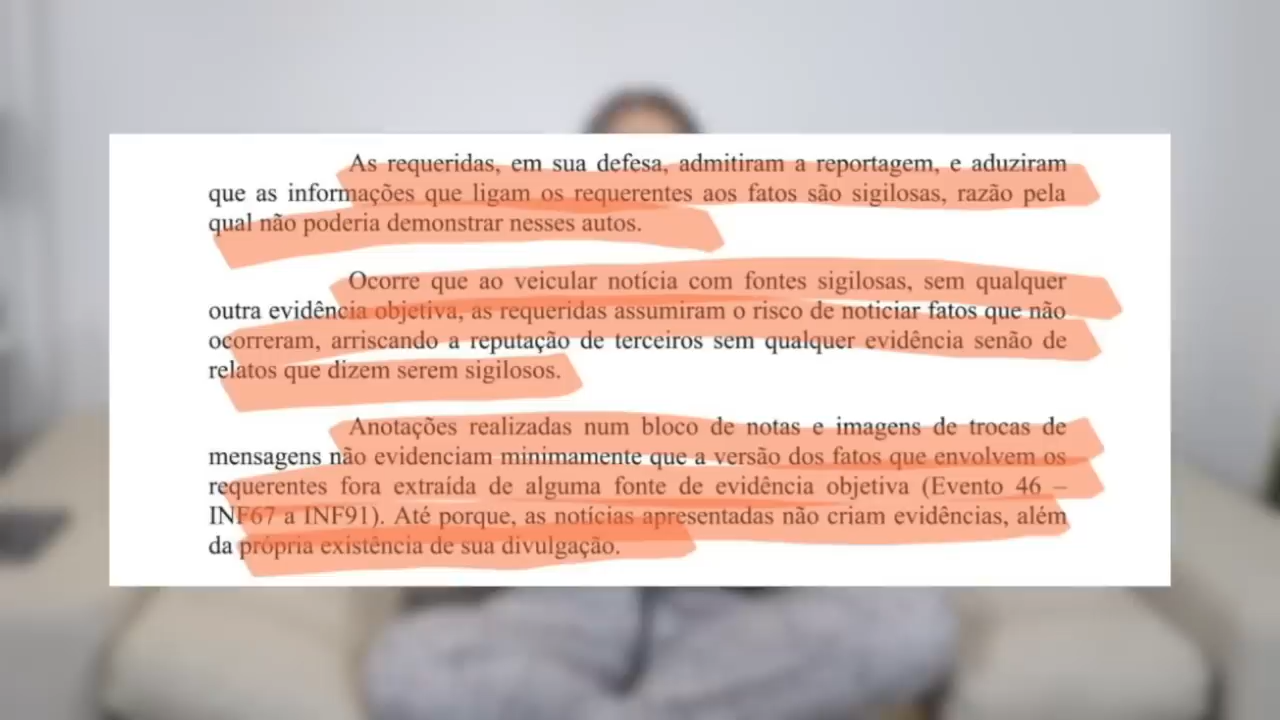 As requeridas, em sua defesa, admitiram a reportagem, e aduziram
que as informações que ligam os requerentes aos fatos são sigilosas, razão pela
qual não poderia demonstrar nesses autos.
Ocorre que ao veicular notícia com fontes sigilosas, sem qualquer
outra evidência objetiva, as requeridas assumiram o risco de noticiar fatos que não
ocorreram, arriscando a reputação de terceiros sem qualquer evidência senão de
relatos que dizem serem sigilosos.
Anotações realizadas num bloco de notas e imagens de trocas de
mensagens não evidenciam minimamente que a versão dos fatos que envolvem os
requerentes fora extraída de alguma fonte de evidência objetiva (Evento 46 –
INF67 a INF91). Até porque, as notícias apresentadas não criam evidências, além
da própria existência de sua divulgação.